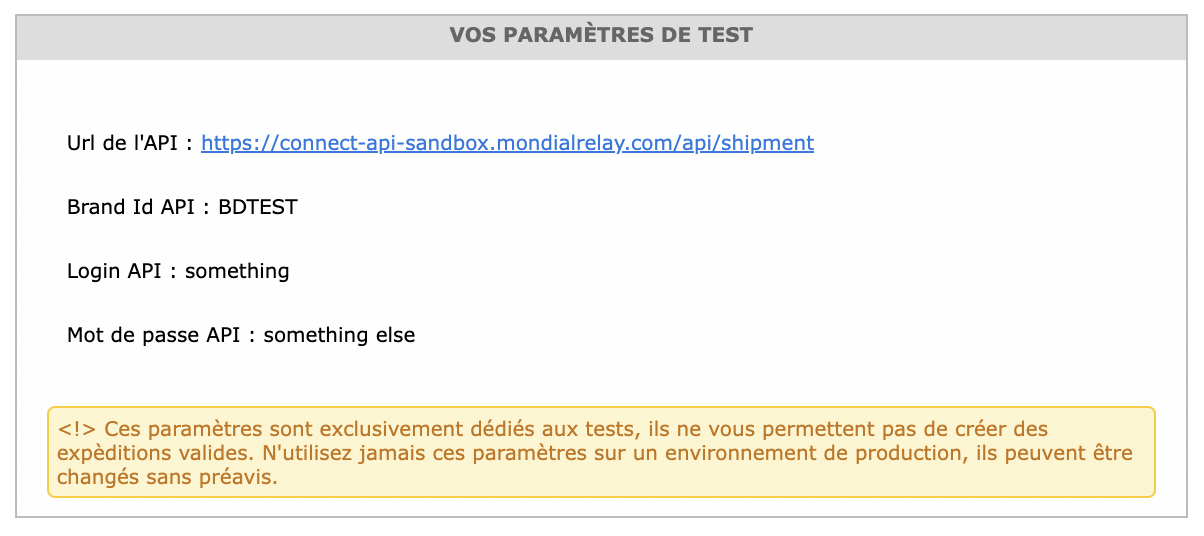 VOS PARAMÈTRES DE TEST
Url de l'API : https://connect-api-sandbox.mondialrelay.com/api/shipment
Brand Id API : BDTEST
Login API : something
Mot de passe API : something else
<!> Ces paramètres sont exclusivement dédiés aux tests, ils ne vous permettent pas de créer des
expèditions valides. N'utilisez jamais ces paramètres sur un environnement de production, ils peuvent être
changés sans préavis.